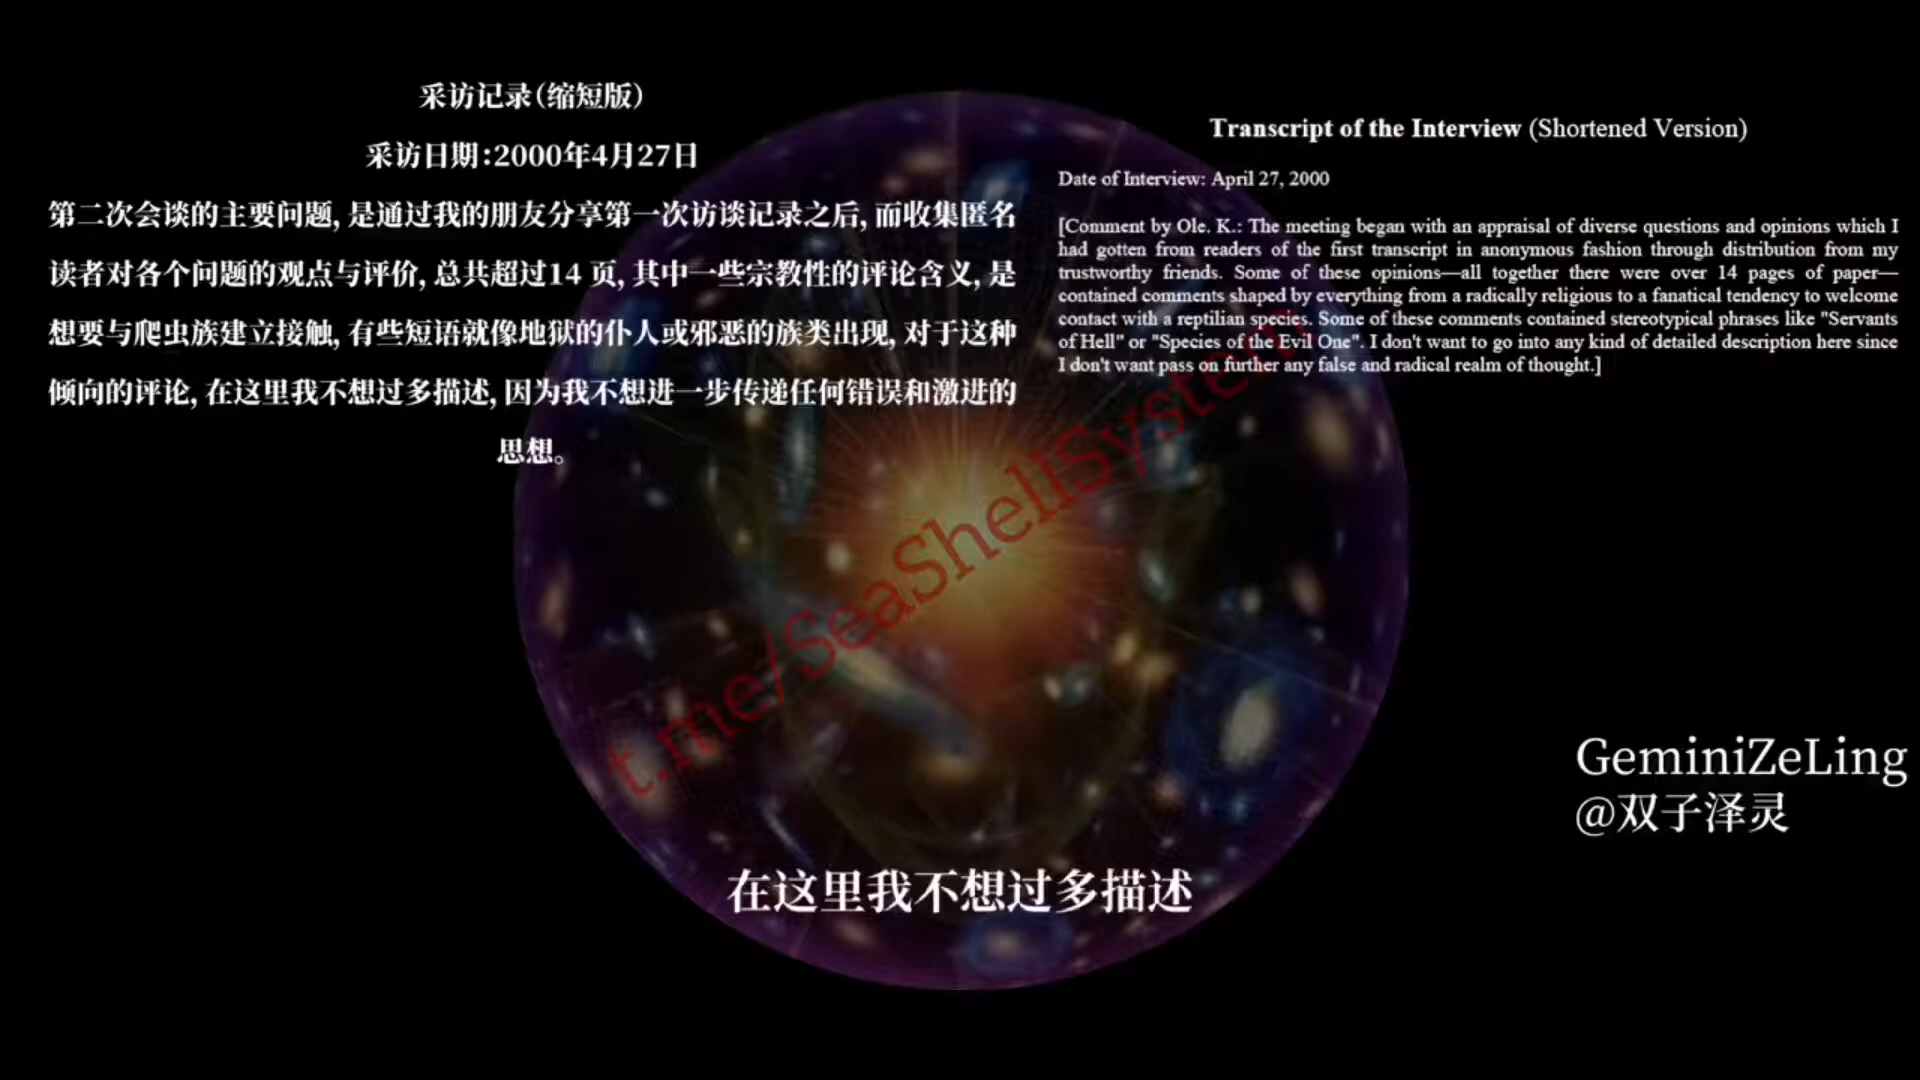 采访记录(缩短版)
采访日期:2000年4月27日
第二次会谈的主要问题, 是通过我的朋友分享第一次访谈记录之后, 而收集匿名
读者对各个问题的观点与评价, 总共超过14 页, 其中一些宗教性的评论含义, 是
想要与爬虫族建立接触, 有些短语就像地狱的仆人或邪恶的族类出现, 对于这种
倾向的评论, 在这里我不想过多描述, 因为我不想进一步传递任何错误和激进的
思想。
Transcript of the Interview (Shortened Version)
Date of Interview: April 27, 2000
[Comment by Ole. K.: The meeting began with an appraisal of diverse questions and opinions which I
had gotten from readers of the first transcript in anonymous fashion through distribution from my
trustworthy friends. Some of these opinions—all together there were over 14 pages of paper—
contained comments shaped by everything from a radically religious to a fanatical tendency to welcome
contact with a reptilian species. Some of these comments contained stereotypical phrases like "Servants
of Hell" or "Species of the Evil One". I don't want to go into any kind of detailed description here since
I don't want pass on further any false and radical realm of thought.]
t.me/SeaShellSystem
GeminiZeLing
@双子泽灵
在这里我不想过多描述